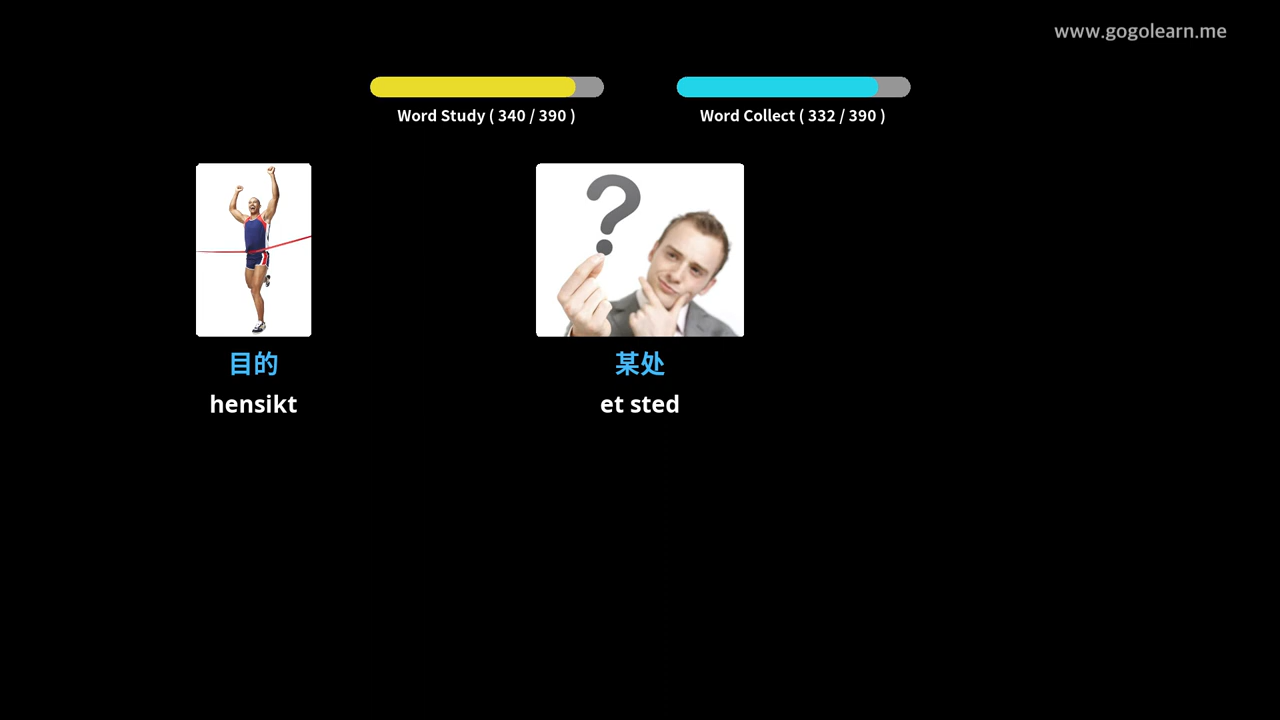 www.gogolearn.me
Word Study ( 340 / 390 )
Word Collect ( 332 / 390 )
?
目的
某处
hensikt
et sted